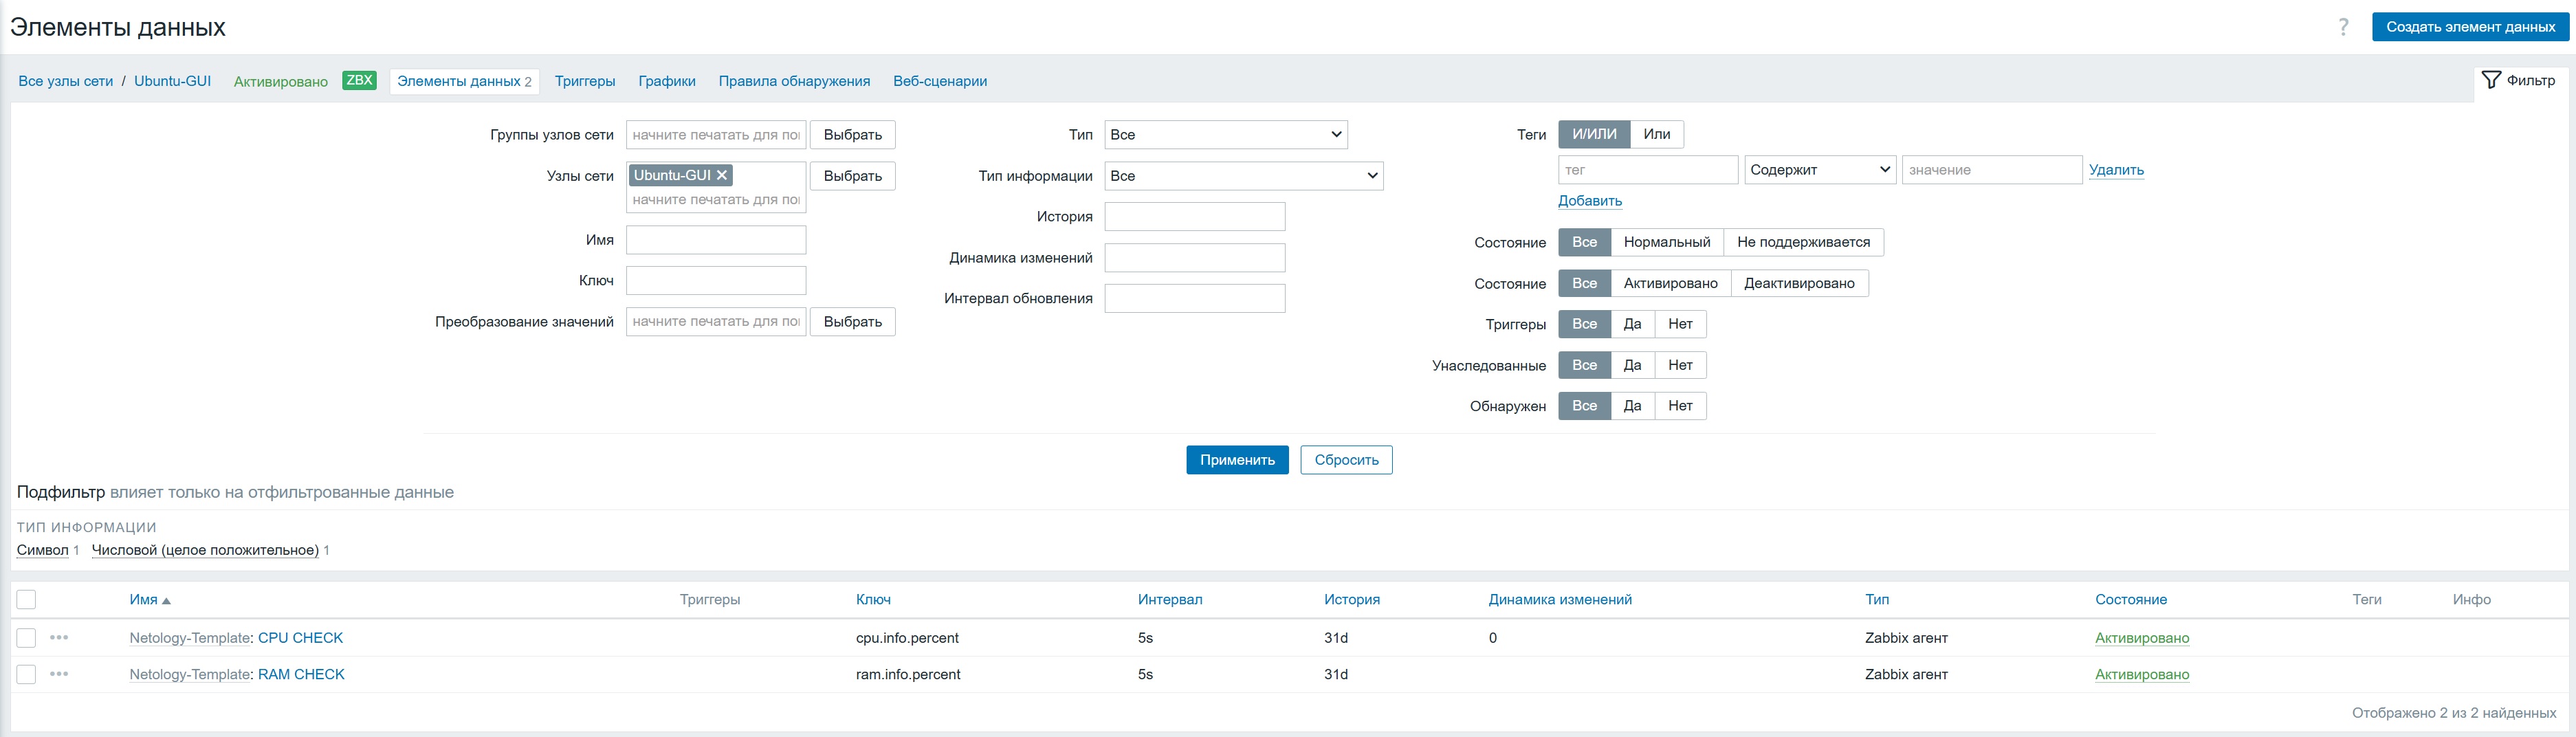 Элементы данных
? Создать элемент данных
Все узлы сети / Ubuntu-GUI Активировано ZBX Элементы данных 2 Триггеры Графики Правила обнаружения Веб-сценарии Фильтр
Группы узлов сети начните печатать для по Выбрать
Узлы сети Ubuntu-GUI Выбрать
начните печатать для по
Имя
Ключ
Преобразование значений начните печатать для по Выбрать
Тип Все
Тип информации Все
История
Динамика изменений
Интервал обновления
Теги И/ИЛИ Или
тег Содержит значение Удалить
Добавить
Состояние Все Нормальный Не поддерживается
Состояние Все Активировано Деактивировано
Триггеры Все Да Нет
Унаследованные Все Да Нет
Обнаружен Все Да Нет
Применить Сбросить
Подфильтр влияет только на отфильтрованные данные
ТИП ИНФОРМАЦИИ
Символ 1 Числовой (целое положительное) 1
Имя Триггеры Ключ Интервал История Динамика изменений Тип Состояние Теги Инфо
Netology-Template: CPU CHECK cpu.info.percent 5s 31d 0 Zabbix агент Активировано
Netology-Template: RAM CHECK ram.info.percent 5s 31d Zabbix агент Активировано
Отображено 2 из 2 найденных